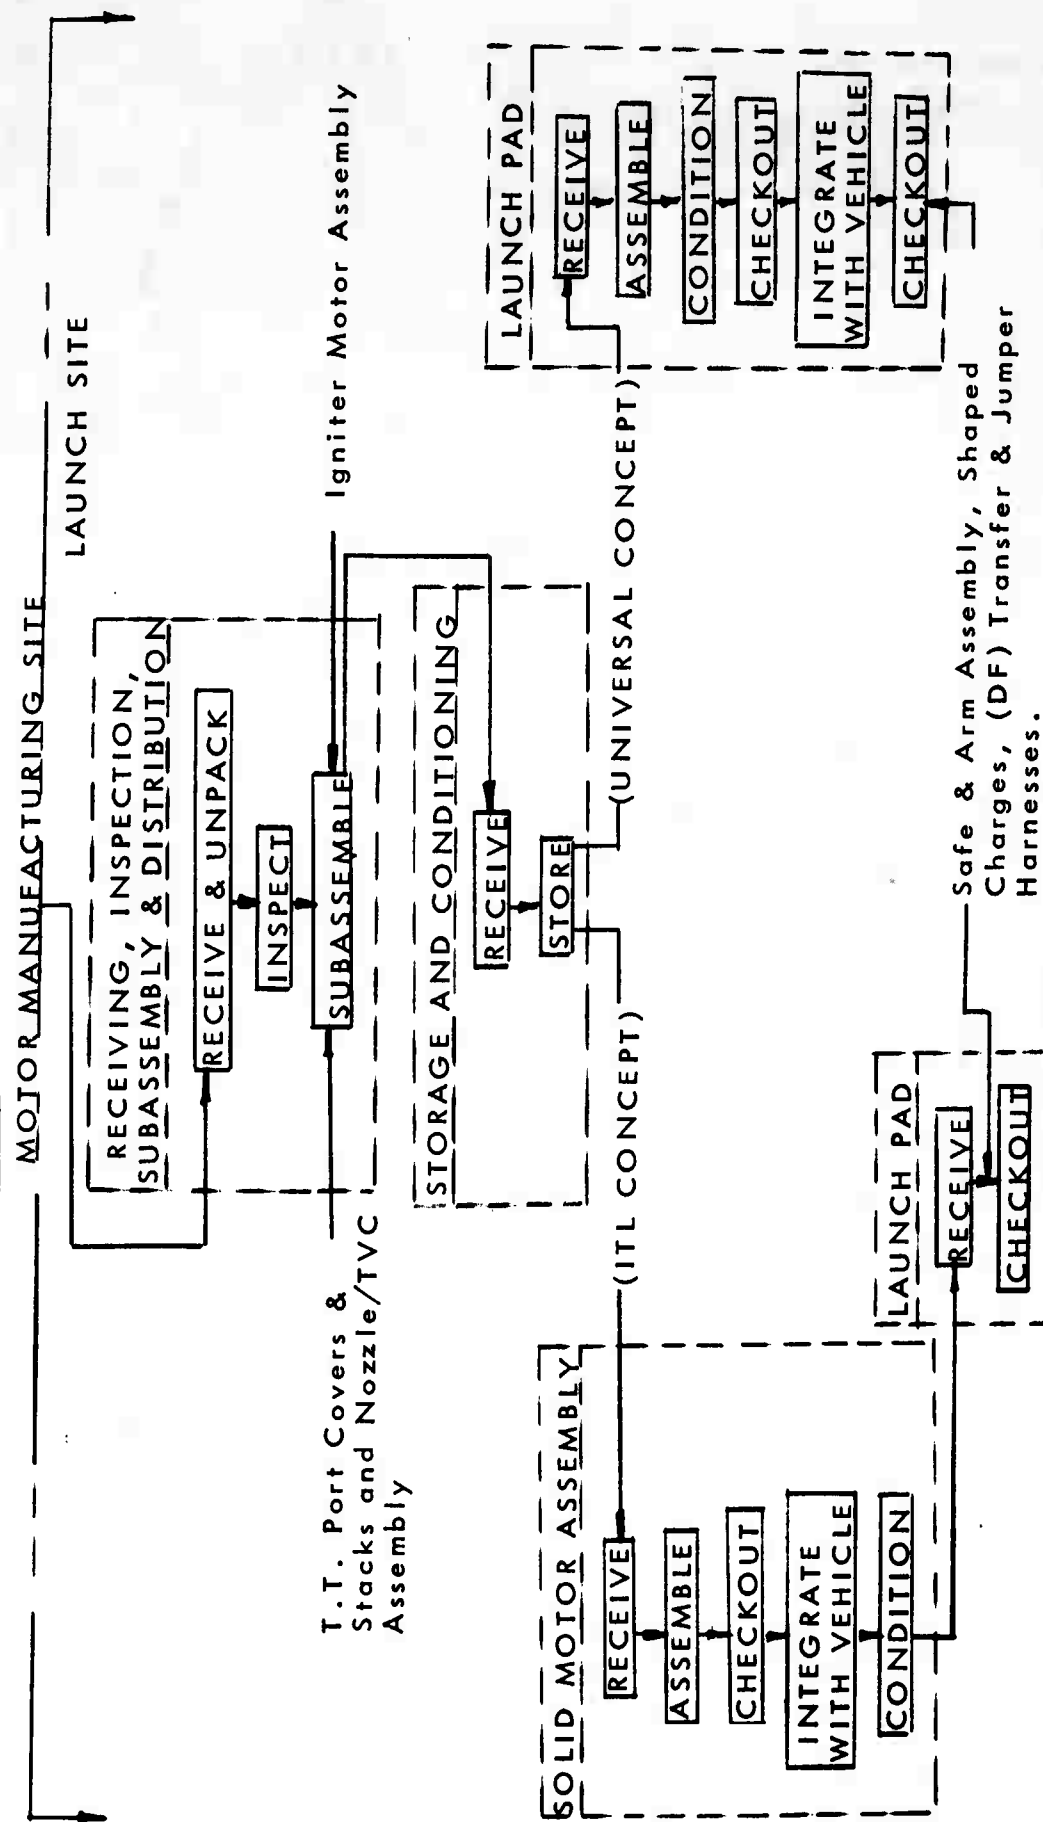 MOTOR MANUFACTURING SITE
LAUNCH SITE
RECEIVING, INSPECTION,
SUBASSEMBLY & DISTRIBUTION
RECEIVE & UNPACK
INSPECT
SUBASSEMBLE
T.T. Port Covers &
Stacks and Nozzle/TVC
Assembly
Igniter Motor Assembly
STORAGE AND CONDITIONING
RECEIVE
STORE
(ITL CONCEPT)
(UNIVERSAL CONCEPT)
SOLID MOTOR ASSEMBLY
RECEIVE
ASSEMBLE
CHECKOUT
INTEGRATE
WITH VEHICLE
CONDITION
LAUNCH PAD
RECEIVE
CHECKOUT
LAUNCH PAD
RECEIVE
ASSEMBLE
CONDITION
CHECKOUT
INTEGRATE
WITH VEHICLE
CHECKOUT
Safe & Arm Assembly, Shaped
Charges, (DF) Transfer & Jumper
Harnesses.